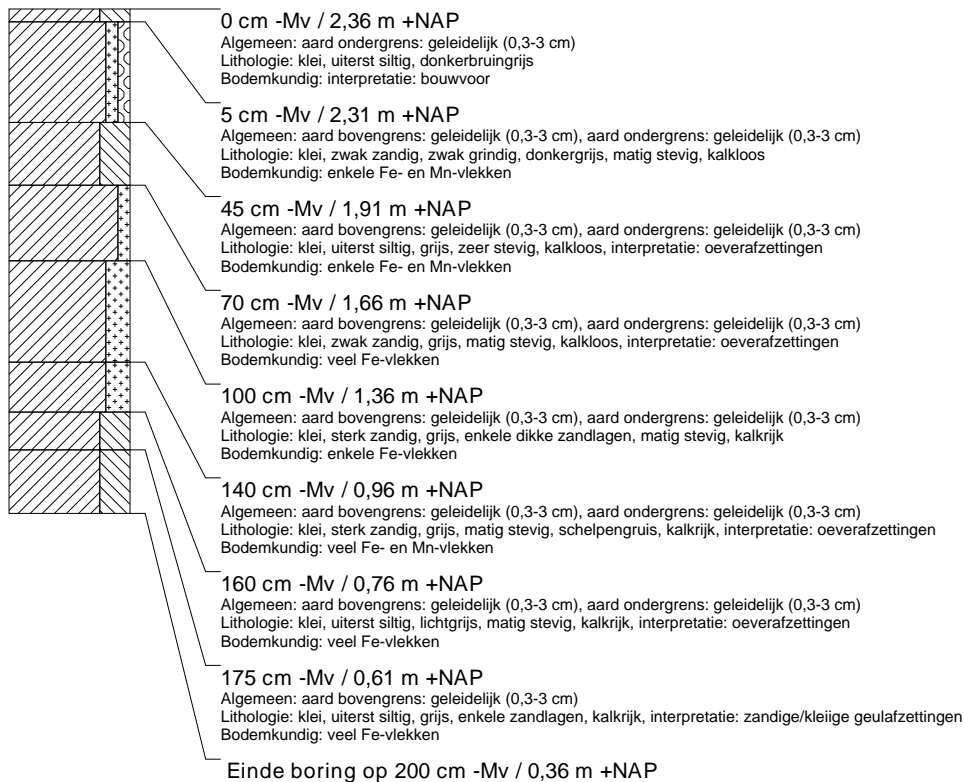 0 cm -Mv / 2,36 m +NAP
Algemeen: aard ondergrens: geleidelijk (0,3-3 cm)
Lithologie: klei, uiterst siltig, donkerbruingrijs
Bodemkundig: interpretatie: bouwvoor
5 cm -Mv / 2,31 m +NAP
Algemeen: aard bovengrens: geleidelijk (0,3-3 cm), aard ondergrens: geleidelijk (0,3-3 cm)
Lithologie: klei, zwak zandig, zwak grindig, donkergrijs, matig stevig, kalkloos
Bodemkundig: enkele Fe- en Mn-vlekken
45 cm -Mv / 1,91 m +NAP
Algemeen: aard bovengrens: geleidelijk (0,3-3 cm), aard ondergrens: geleidelijk (0,3-3 cm)
Lithologie: klei, uiterst siltig, grijs, zeer stevig, kalkloos, interpretatie: oeverafzettingen
Bodemkundig: enkele Fe- en Mn-vlekken
70 cm -Mv / 1,66 m +NAP
Algemeen: aard bovengrens: geleidelijk (0,3-3 cm), aard ondergrens: geleidelijk (0,3-3 cm)
Lithologie: klei, zwak zandig, grijs, matig stevig, kalkloos, interpretatie: oeverafzettingen
Bodemkundig: veel Fe-vlekken
100 cm -Mv / 1,36 m +NAP
Algemeen: aard bovengrens: geleidelijk (0,3-3 cm), aard ondergrens: geleidelijk (0,3-3 cm)
Lithologie: klei, sterk zandig, grijs, enkele dikke zandlagen, matig stevig, kalkrijk
Bodemkundig: enkele Fe-vlekken
140 cm -Mv / 0,96 m +NAP
Algemeen: aard bovengrens: geleidelijk (0,3-3 cm), aard ondergrens: geleidelijk (0,3-3 cm)
Lithologie: klei, sterk zandig, grijs, matig stevig, schelpengruis, kalkrijk, interpretatie: oeverafzettingen
Bodemkundig: veel Fe- en Mn-vlekken
160 cm -Mv / 0,76 m +NAP
Algemeen: aard bovengrens: geleidelijk (0,3-3 cm), aard ondergrens: geleidelijk (0,3-3 cm)
Lithologie: klei, uiterst siltig, lichtgrijs, matig stevig, kalkrijk, interpretatie: oeverafzettingen
Bodemkundig: veel Fe-vlekken
175 cm -Mv / 0,61 m +NAP
Algemeen: aard bovengrens: geleidelijk (0,3-3 cm)
Lithologie: klei, uiterst siltig, grijs, enkele zandlagen, kalkrijk, interpretatie: zandige/kleiige geulafzettingen
Bodemkundig: veel Fe-vlekken
Einde boring op 200 cm -Mv / 0,36 m +NAP